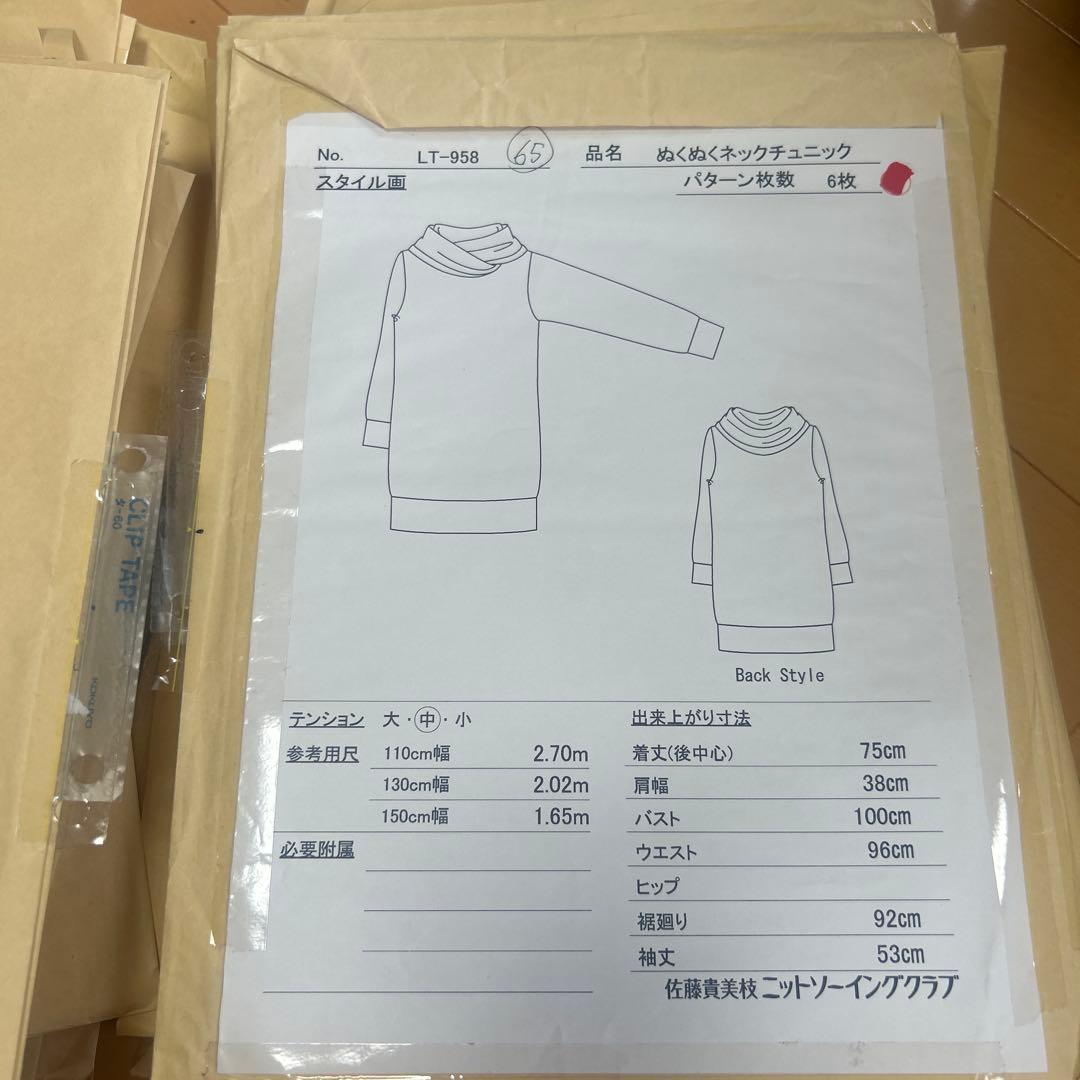 No. LT-958 65 品名 ぬくぬくネックチュニック
スタイル画 パターン枚数 6枚
Back Style
テンション 大・中・小
参考用尺 110cm幅 2.70m
130cm幅 2.02m
150cm幅 1.65m
必要附属
出来上がり寸法
着丈(後中心) 75cm
肩幅 38cm
バスト 100cm
ウエスト 96cm
ヒップ
裾廻り 92cm
袖丈 53cm
佐藤貴美枝ニットソーイングクラブ
CLIP TAPE
タ-60
KOKUYO